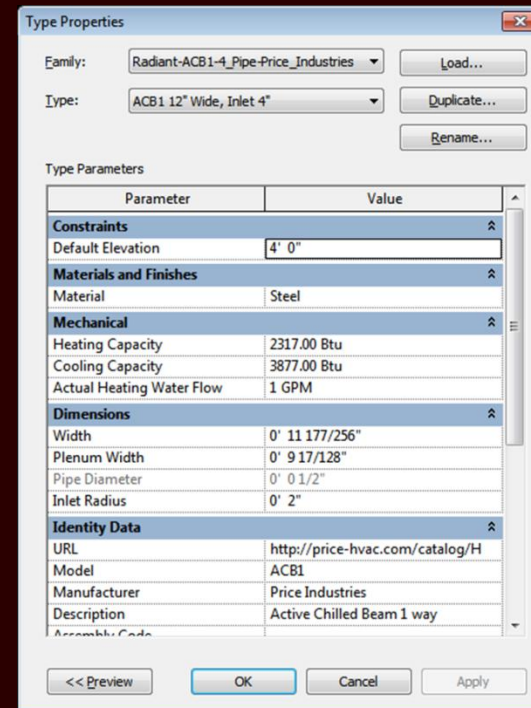 Type Properties
Family: Radiant-ACB1-4_Pipe-Price_Industries Load...
Type: ACB1 12" Wide, Inlet 4" Duplicate...
Rename...
Type Parameters
Parameter Value
Constraints
Default Elevation 4' 0"
Materials and Finishes
Material Steel
Mechanical
Heating Capacity 2317.00 Btu
Cooling Capacity 3877.00 Btu
Actual Heating Water Flow 1 GPM
Dimensions
Width 0' 11 177/256"
Plenum Width 0' 9 17/128"
Pipe Diameter 0' 0 1/2"
Inlet Radius 0' 2"
Identity Data
URL http://price-hvac.com/catalog/H
Model ACB1
Manufacturer Price Industries
Description Active Chilled Beam 1 way
Assembly Code
<< Preview OK Cancel Apply